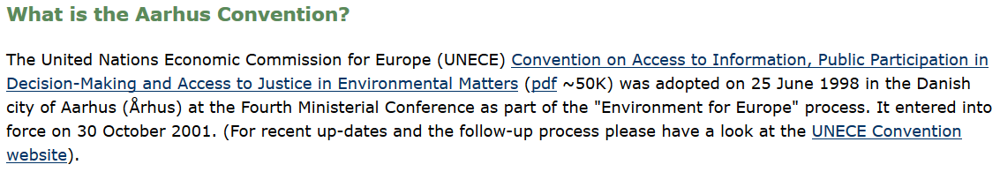 What is the Aarhus Convention?
The United Nations Economic Commission for Europe (UNECE) Convention on Access to Information, Public Participation in
Decision-Making and Access to Justice in Environmental Matters (pdf ~50K) was adopted on 25 June 1998 in the Danish
city of Aarhus (Århus) at the Fourth Ministerial Conference as part of the "Environment for Europe" process. It entered into
force on 30 October 2001. (For recent up-dates and the follow-up process please have a look at the UNECE Convention
website).